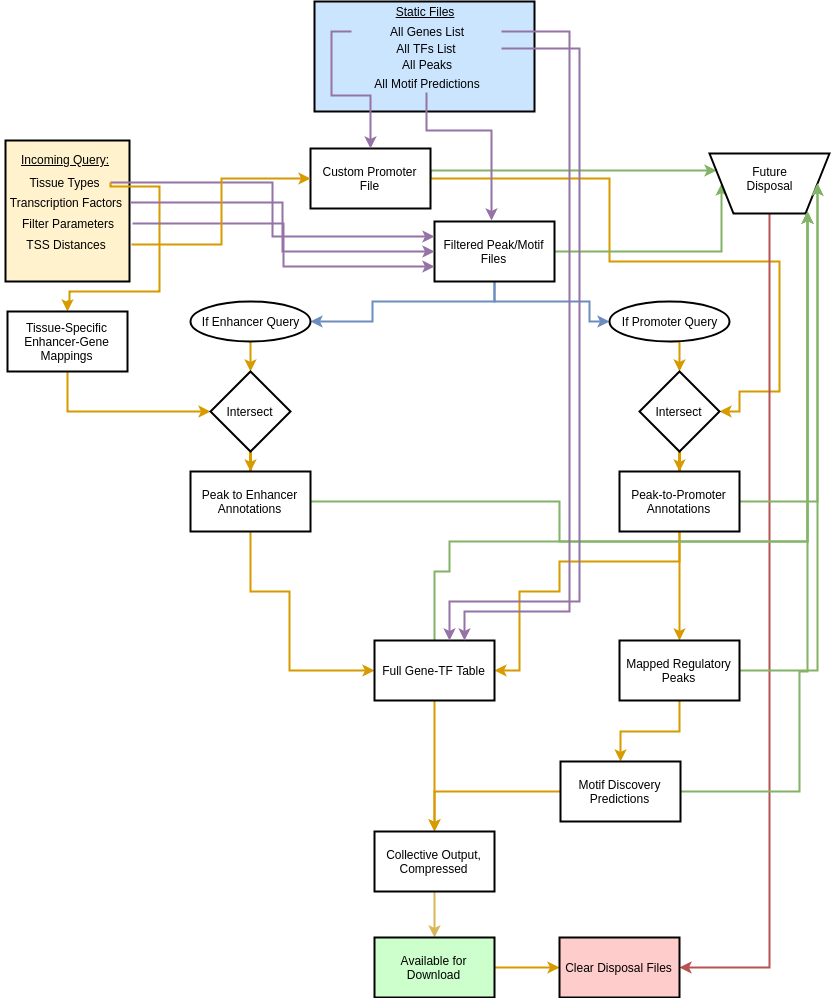 Static Files
All Genes List
All TFs List
All Peaks
All Motif Predictions
Incoming Query:
Tissue Types
Transcription Factors
Filter Parameters
TSS Distances
Custom Promoter
File
Future
Disposal
Filtered Peak/Motif
Files
Tissue-Specific
Enhancer-Gene
Mappings
If Enhancer Query
If Promoter Query
Intersect
Intersect
Peak to Enhancer
Annotations
Peak-to-Promoter
Annotations
Full Gene-TF Table
Mapped Regulatory
Peaks
Motif Discovery
Predictions
Collective Output,
Compressed
Available for
Download
Clear Disposal Files